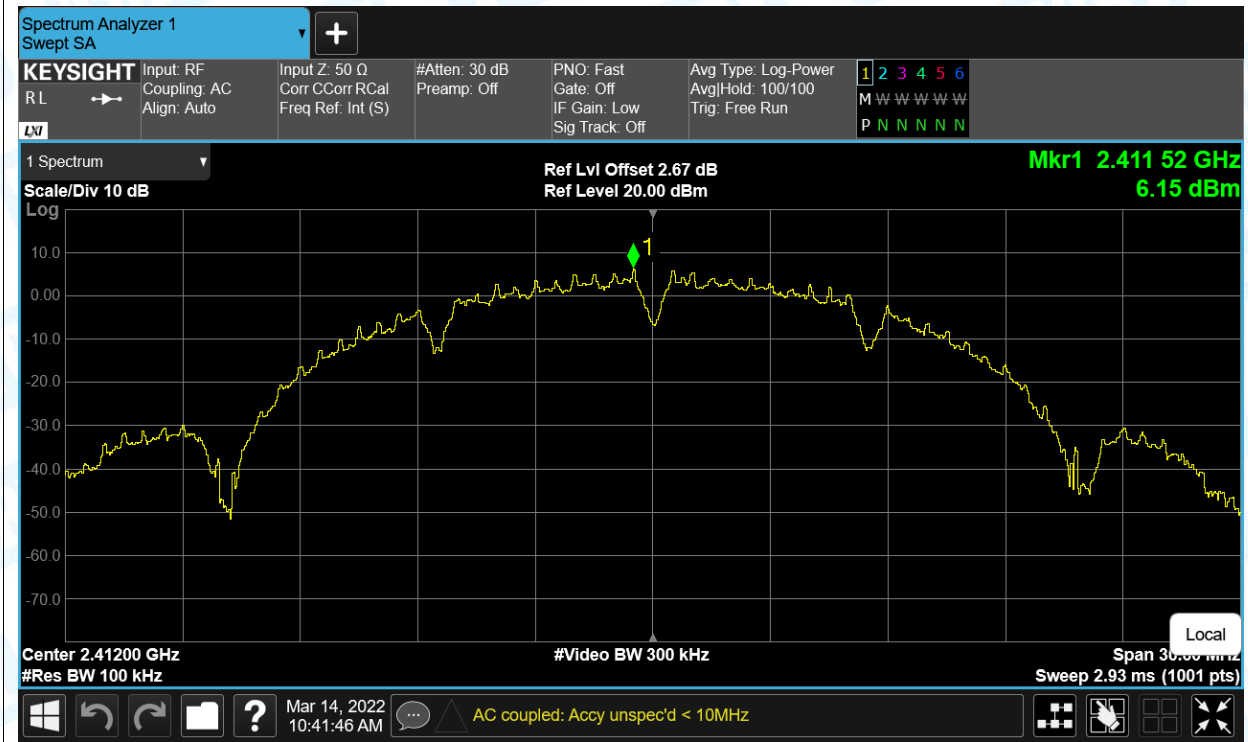 Spectrum Analyzer 1
Swept SA
+
KEYSIGHT
R L
LXI
Input: RF
Coupling: AC
Align: Auto
Input Z: 50 Ω
Corr CCorr RCal
Freq Ref: Int (S)
#Atten: 30 dB
Preamp: Off
PNO: Fast
Gate: Off
IF Gain: Low
Sig Track: Off
Avg Type: Log-Power
Avg|Hold: 100/100
Trig: Free Run
1 2 3 4 5 6
M W W W W W
P N N N N N
1 Spectrum
Scale/Div 10 dB
Ref Lvl Offset 2.67 dB
Ref Level 20.00 dBm
Mkr1 2.411 52 GHz
6.15 dBm
Log
1
10.0
0.00
-10.0
-20.0
-30.0
-40.0
-50.0
-60.0
-70.0
Local
Center 2.41200 GHz
#Video BW 300 kHz
Span 30.00 MHz
#Res BW 100 kHz
Sweep 2.93 ms (1001 pts)
?
Mar 14, 2022
10:41:46 AM
AC coupled: Accy unspec'd < 10MHz